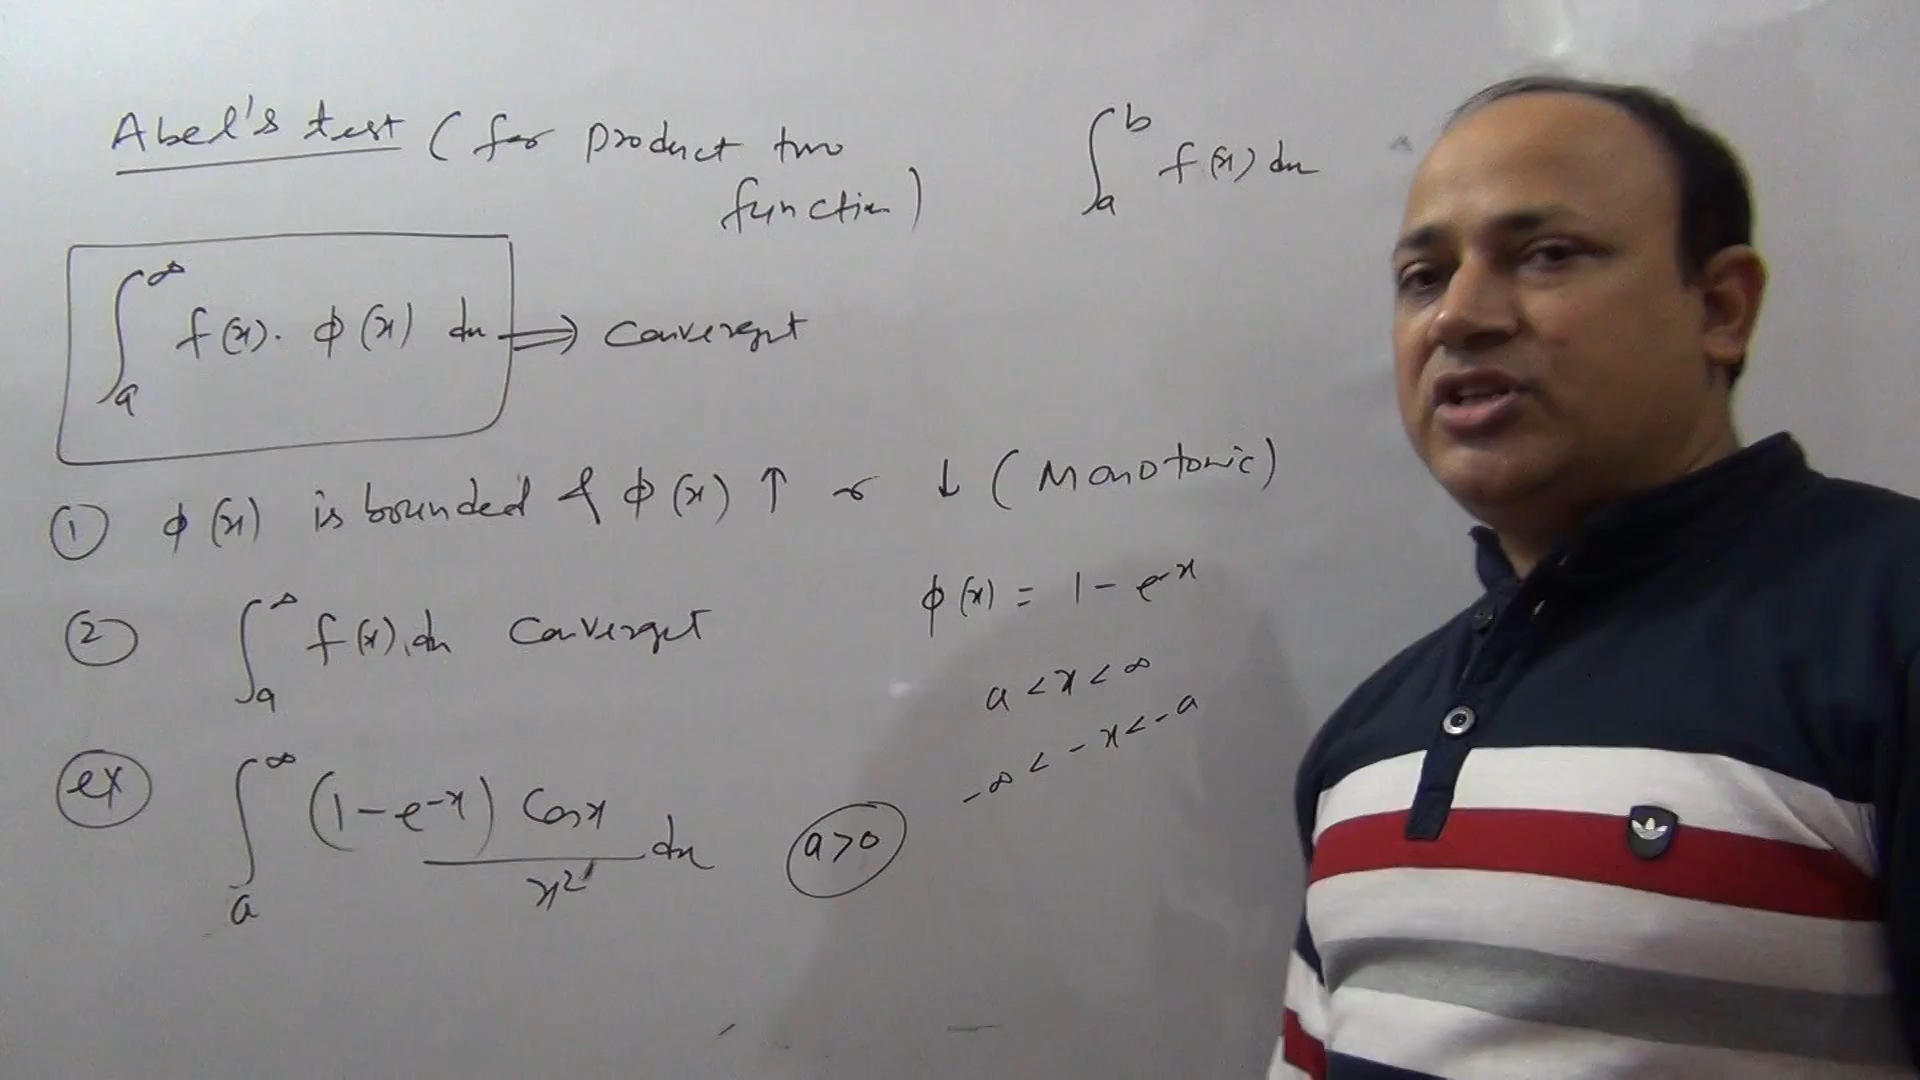 Abel's test (for product two
function)
∫_a^b f(x) dx
∫_a^∞ f(x). φ(x) dx ⟹ Convergent
① φ(x) is bounded & φ(x) ↑ or ↓ (Monotonic)
② ∫_a^∞ f(x).dx Convergent
φ(x) = 1 - e^-x
a < x < ∞
-∞ < -x < -a
ex ∫_a^∞ (1-e^-x) Cosx/x² dx a>0